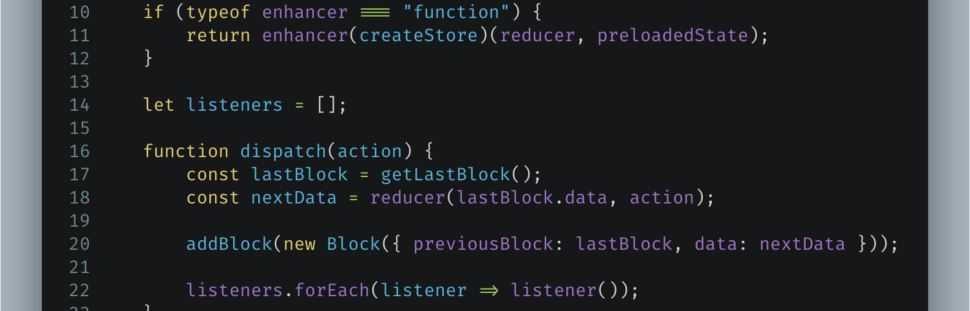 10 if (typeof enhancer === "function") {
11 return enhancer(createStore)(reducer, preloadedState);
12 }
13
14 let listeners = [];
15
16 function dispatch(action) {
17 const lastBlock = getLastBlock();
18 const nextData = reducer(lastBlock.data, action);
19
20 addBlock(new Block({ previousBlock: lastBlock, data: nextData }));
21
22 listeners.forEach(listener => listener());